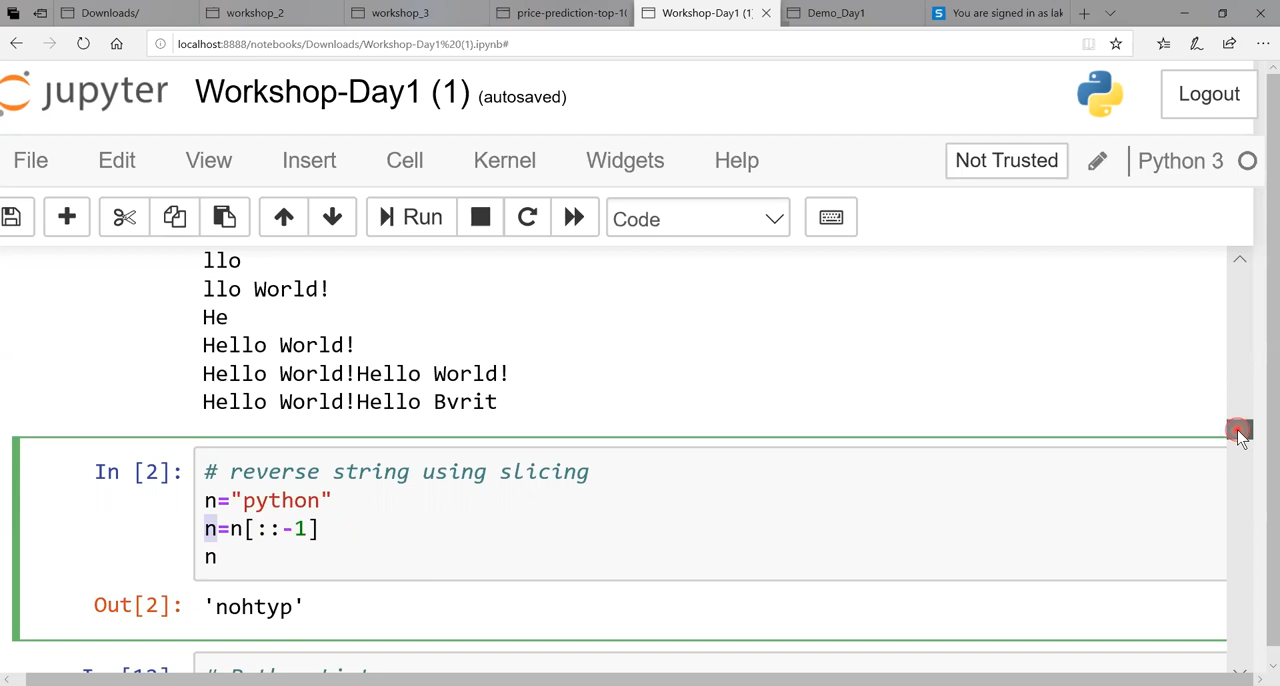 Downloads/
workshop_2
workshop_3
price-prediction-top-1(
Workshop-Day1 (1)
Demo_Day1
You are signed in as lak
localhost:8888/notebooks/Downloads/Workshop-Day1%20(1).ipynb#
jupyter
Workshop-Day1 (1) (autosaved)
Logout
File Edit View Insert Cell Kernel Widgets Help
Not Trusted
Python 3
Run
Code
llo
llo World!
He
Hello World!
Hello World!Hello World!
Hello World!Hello Bvrit
In [2]: # reverse string using slicing
n="python"
n=n[::-1]
n
Out[2]: 'nohtyp'